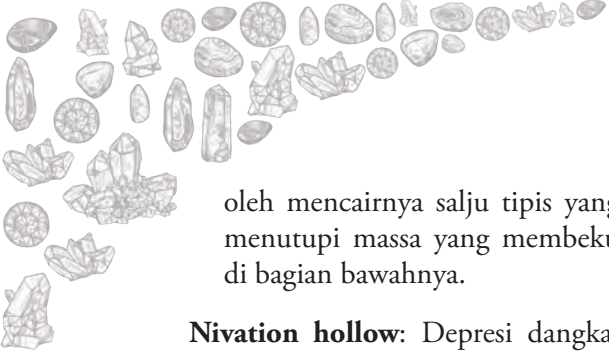 oleh mencairnya salju tipis yang
menutupi massa yang membeku
di bagian bawahnya.
Nivation hollow: Depresi dangka